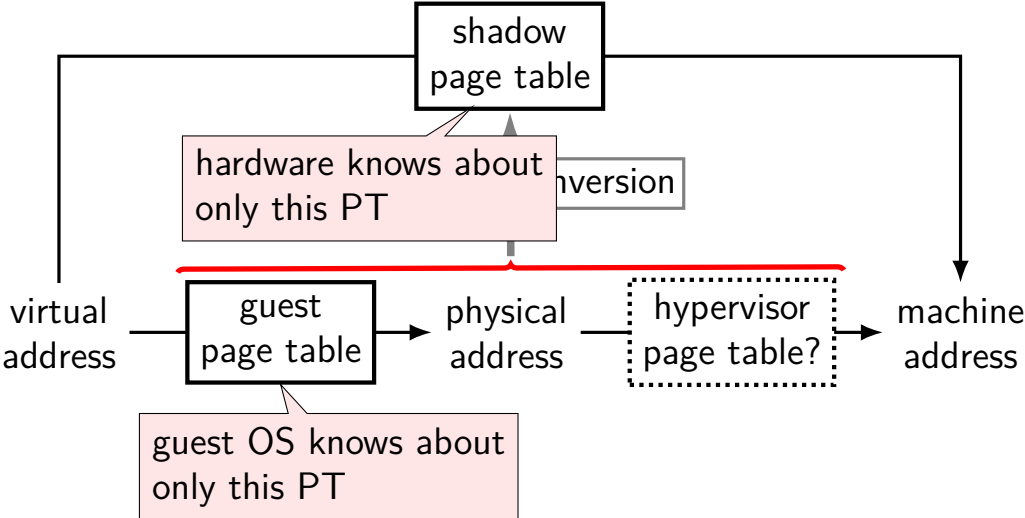 shadow
page table
hardware knows about
only this PT
nversion
virtual
address
guest
page table
physical
address
hypervisor
page table?
machine
address
guest OS knows about
only this PT